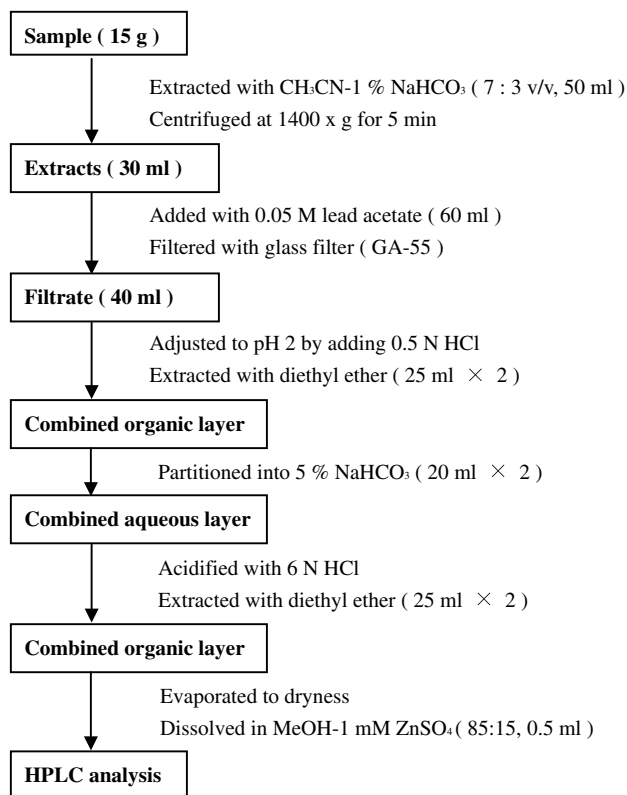 Sample ( 15 g )
Extracted with CH₃CN-1 % NaHCO₃ ( 7 : 3 v/v, 50 ml )
Centrifuged at 1400 x g for 5 min
Extracts ( 30 ml )
Added with 0.05 M lead acetate ( 60 ml )
Filtered with glass filter ( GA-55 )
Filtrate ( 40 ml )
Adjusted to pH 2 by adding 0.5 N HCl
Extracted with diethyl ether ( 25 ml × 2 )
Combined organic layer
Partitioned into 5 % NaHCO₃ ( 20 ml × 2 )
Combined aqueous layer
Acidified with 6 N HCl
Extracted with diethyl ether ( 25 ml × 2 )
Combined organic layer
Evaporated to dryness
Dissolved in MeOH-1 mM ZnSO₄ ( 85:15, 0.5 ml )
HPLC analysis